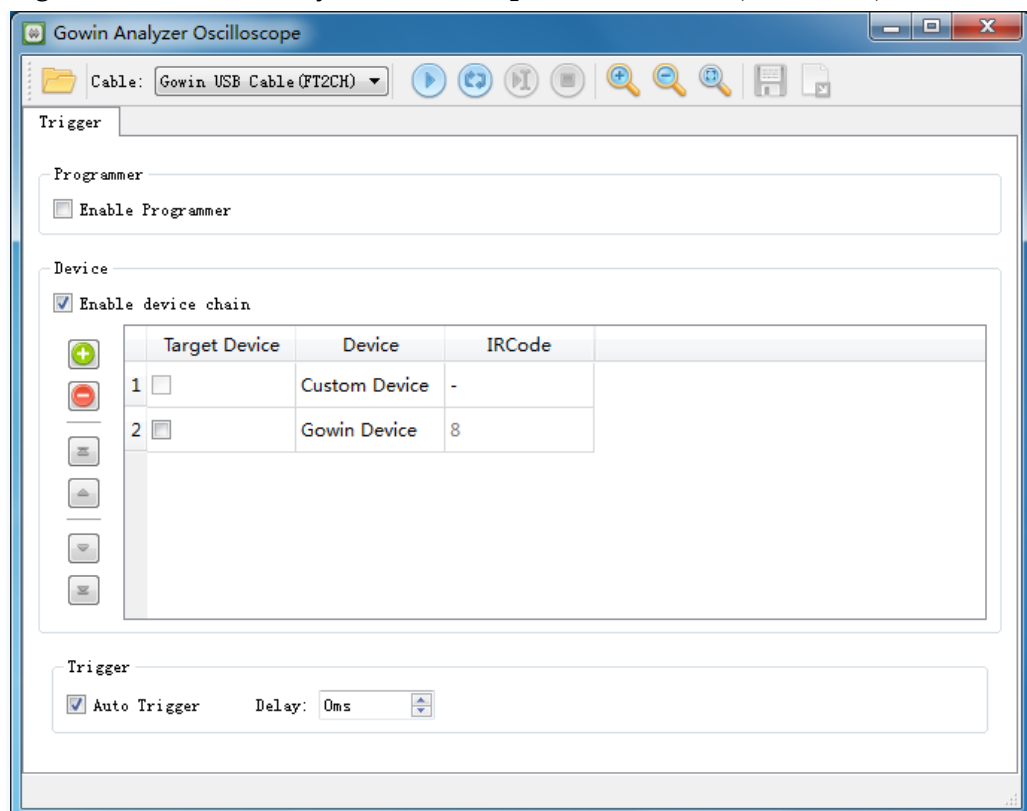 Gowin Analyzer Oscilloscope
Cable: Gowin USB Cable(FT2CH)
Trigger
Programmer
Enable Programmer
Device
Enable device chain
Target Device Device IRCode
1 Custom Device -
2 Gowin Device 8
Trigger
Auto Trigger Delay: 0ms